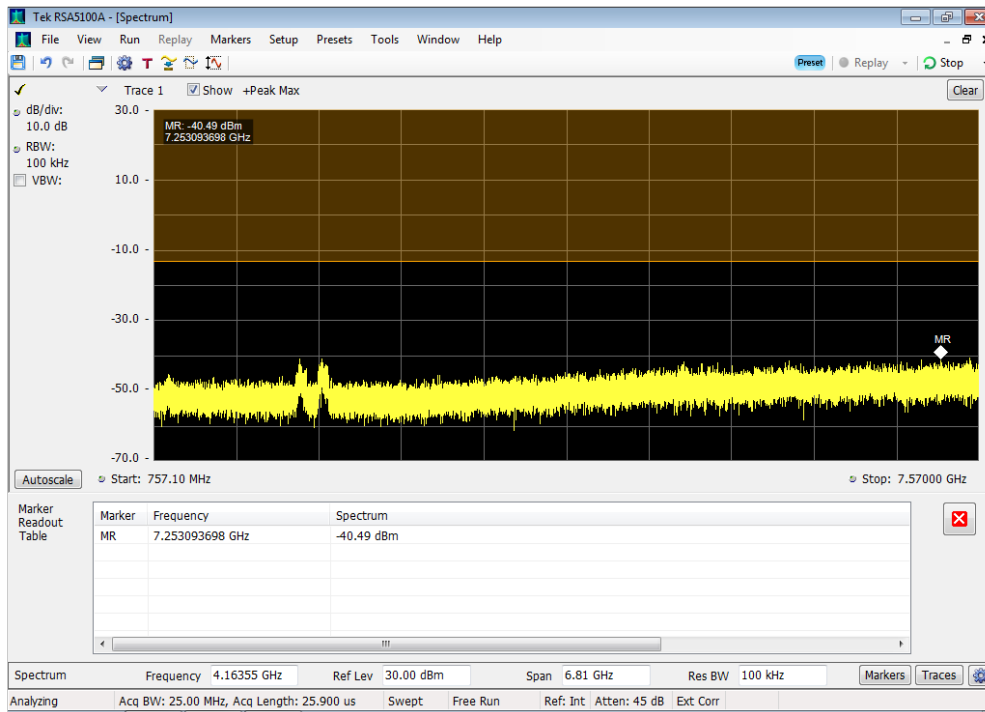 Tek RSA5100A - [Spectrum]
File View Run Replay Markers Setup Presets Tools Window Help
T Preset Replay Stop
Trace 1 Show +Peak Max Clear
dB/div:
10.0 dB
RBW:
100 kHz
VBW:
30.0 -
10.0 -
-10.0 -
-30.0 -
-50.0 -
-70.0 -
MR: -40.49 dBm
7.253093698 GHz
MR
Autoscale Start: 757.10 MHz Stop: 7.57000 GHz
Marker
Readout
Table
Marker Frequency Spectrum
MR 7.253093698 GHz -40.49 dBm
Spectrum Frequency 4.16355 GHz Ref Lev 30.00 dBm Span 6.81 GHz Res BW 100 kHz Markers Traces
Analyzing Acq BW: 25.00 MHz, Acq Length: 25.900 us Swept Free Run Ref: Int Atten: 45 dB Ext Corr